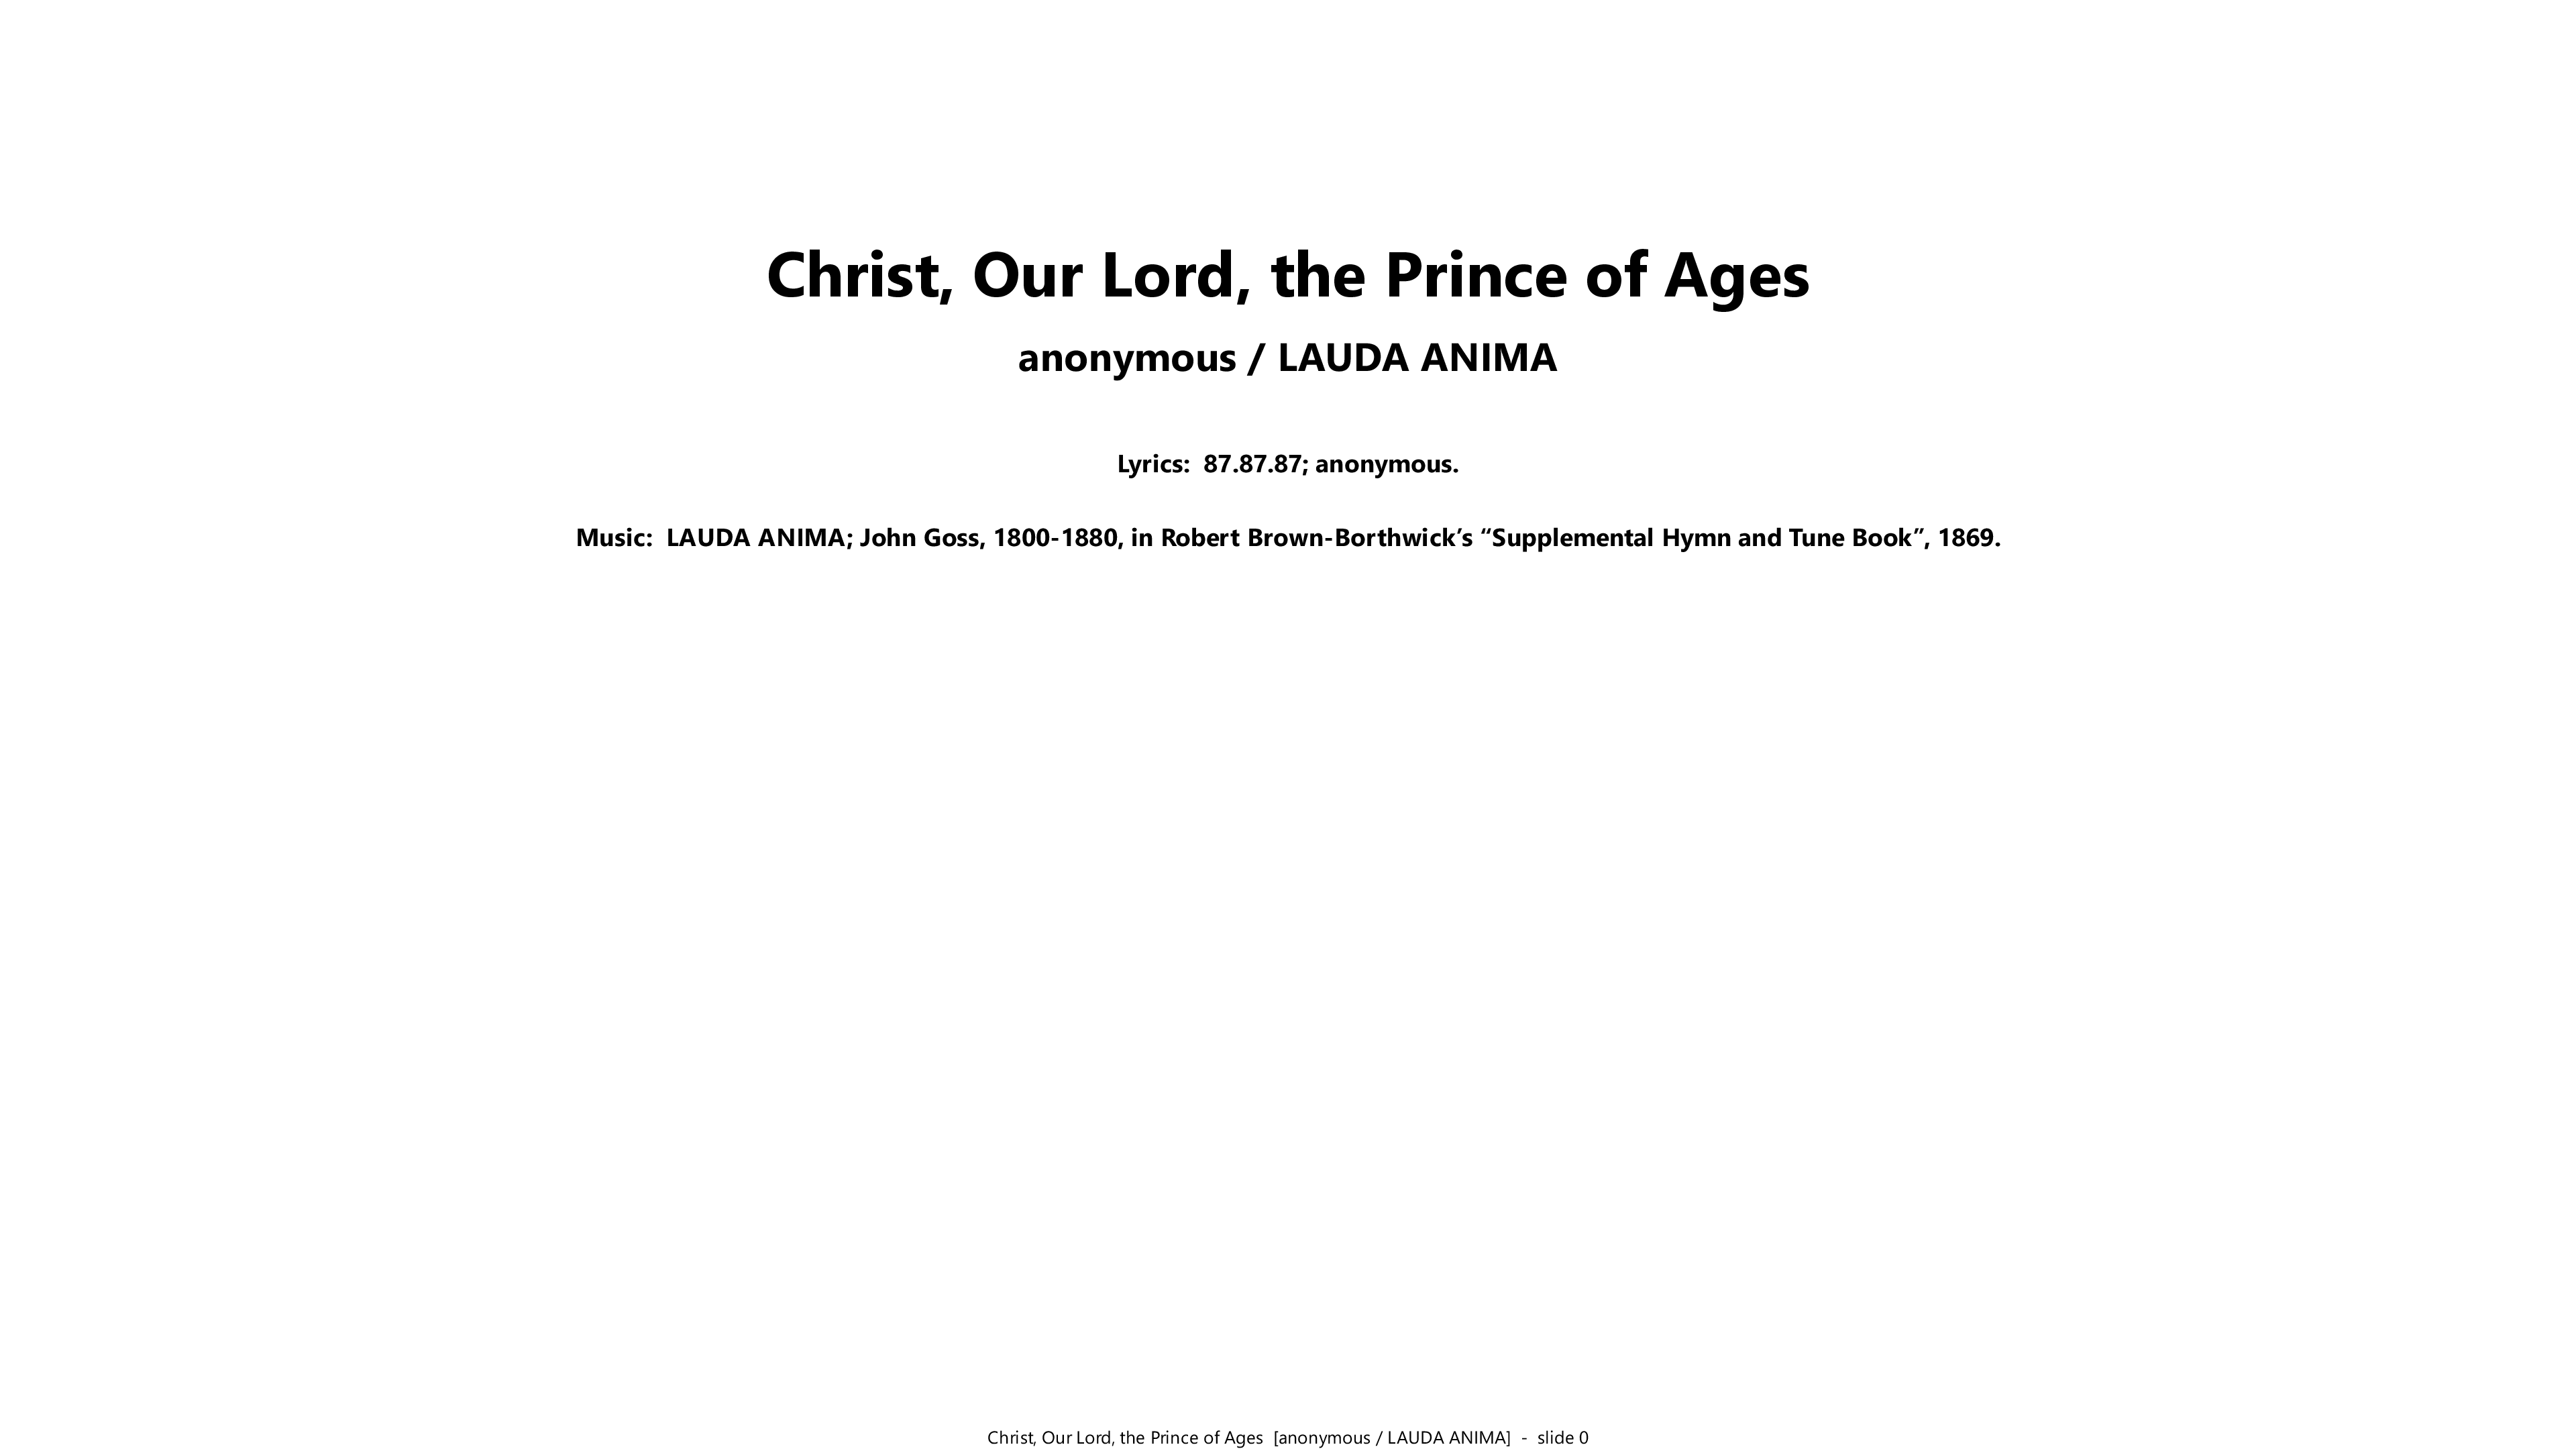 Christ, Our Lord, the Prince of Ages
anonymous / LAUDA ANIMA
Lyrics:  87.87.87; anonymous.
Music:  LAUDA ANIMA; John Goss, 1800-1880, in Robert Brown-Borthwick’s “Supplemental Hymn and Tune Book”, 1869.
Christ, Our Lord, the Prince of Ages  [anonymous / LAUDA ANIMA]  -  slide 0